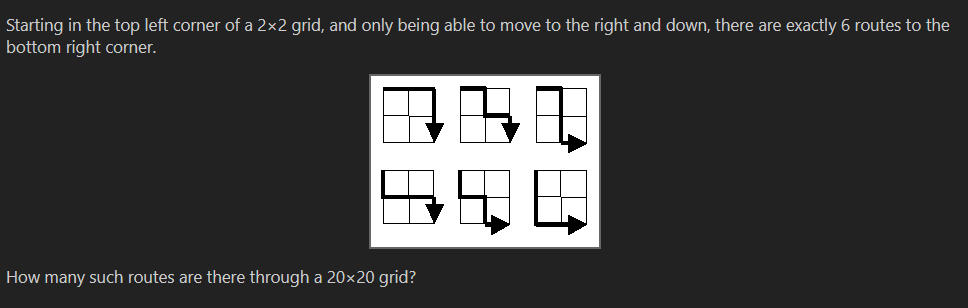 Starting in the top left corner of a 2×2 grid, and only being able to move to the right and down, there are exactly 6 routes to the
bottom right corner.
How many such routes are there through a 20×20 grid?